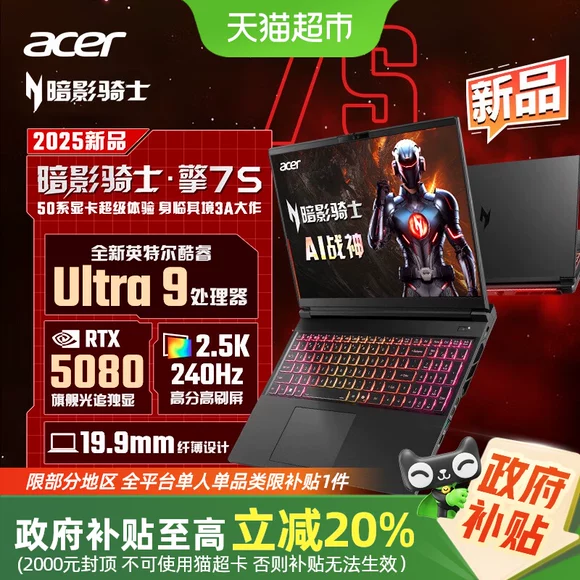 天猫超市
acer
暗影骑士
7S
新品
2025新品
暗影骑士·擎7S
50系显卡超级体验 身临其境3A大作
全新英特尔酷睿
Ultra 9处理器
RTX
5080
旗舰光追独显
2.5K
240Hz
高分高刷屏
19.9mm纤薄设计
acer
暗影骑士
AI战神
限部分地区 全平台单人单品类限补贴1件
政府补贴至高 立减20%
(2000元封顶 不可使用猫超卡 否则补贴无法生效)
政府
补贴